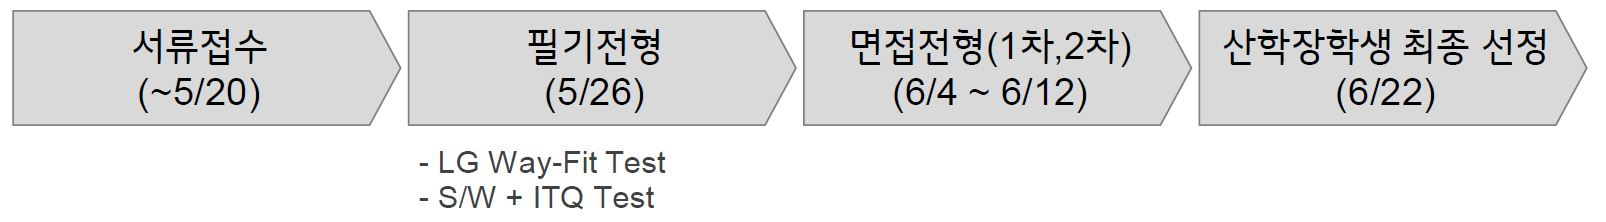 서류접수
(~5/20)
필기전형
(5/26)
- LG Way-Fit Test
- S/W + ITQ Test
면접전형(1차,2차)
(6/4 ~ 6/12)
산학장학생 최종 선정
(6/22)